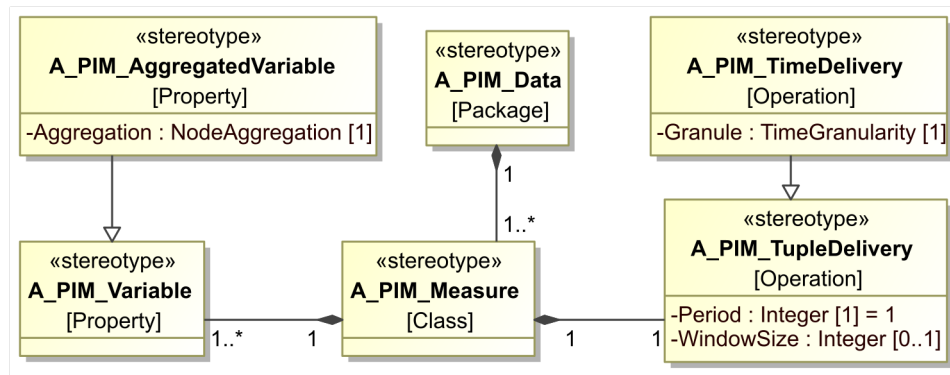 «stereotype»
A_PIM_AggregatedVariable
[Property]
-Aggregation : NodeAggregation [1]
«stereotype»
A_PIM_Data
[Package]
«stereotype»
A_PIM_TimeDelivery
[Operation]
-Granule : TimeGranularity [1]
1
1..*
«stereotype»
A_PIM_Variable
[Property]
1..*
1
«stereotype»
A_PIM_Measure
[Class]
1
1
«stereotype»
A_PIM_TupleDelivery
[Operation]
-Period : Integer [1] = 1
-WindowSize : Integer [0..1]